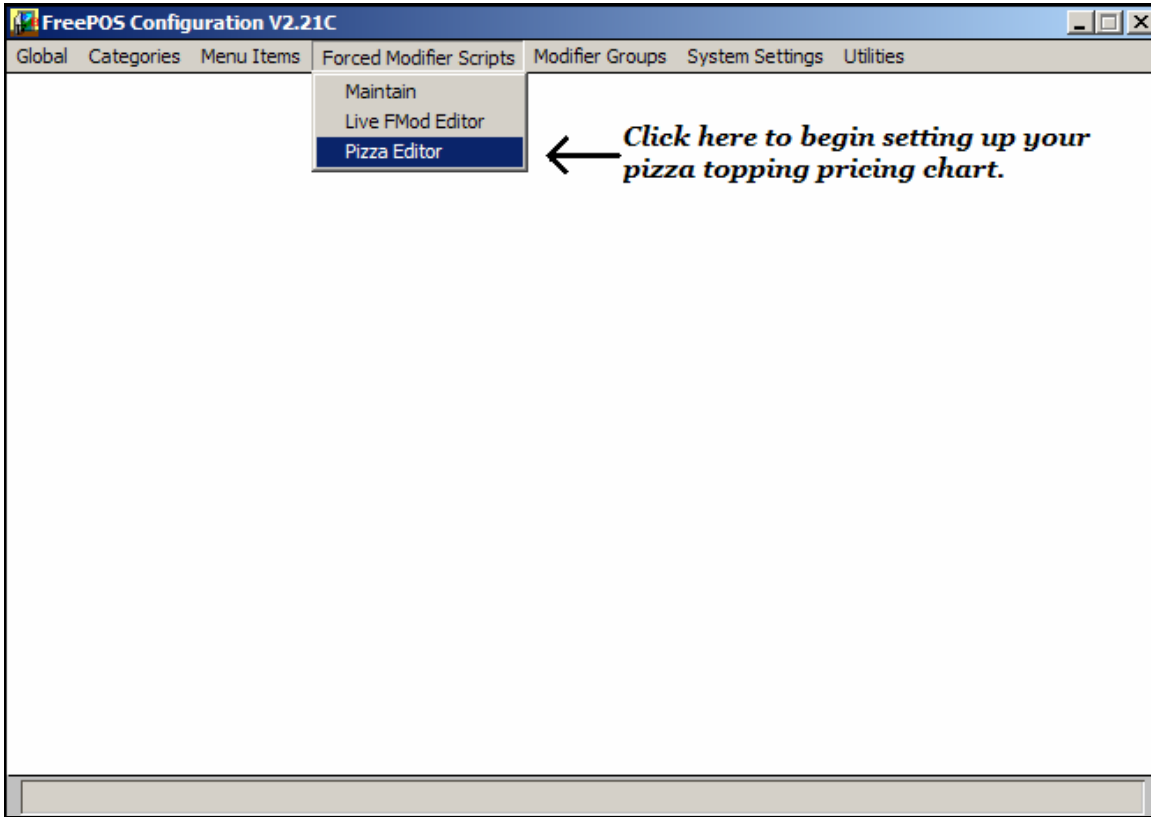 FreePOS Configuration V2.21C
Global Categories Menu Items Forced Modifier Scripts Modifier Groups System Settings Utilities
Maintain
Live FMod Editor
Pizza Editor
Click here to begin setting up your
pizza topping pricing chart.